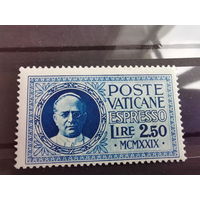 POSTE
VATICANE
ESPRESSO
LIRE 2.50
MCMXXIX